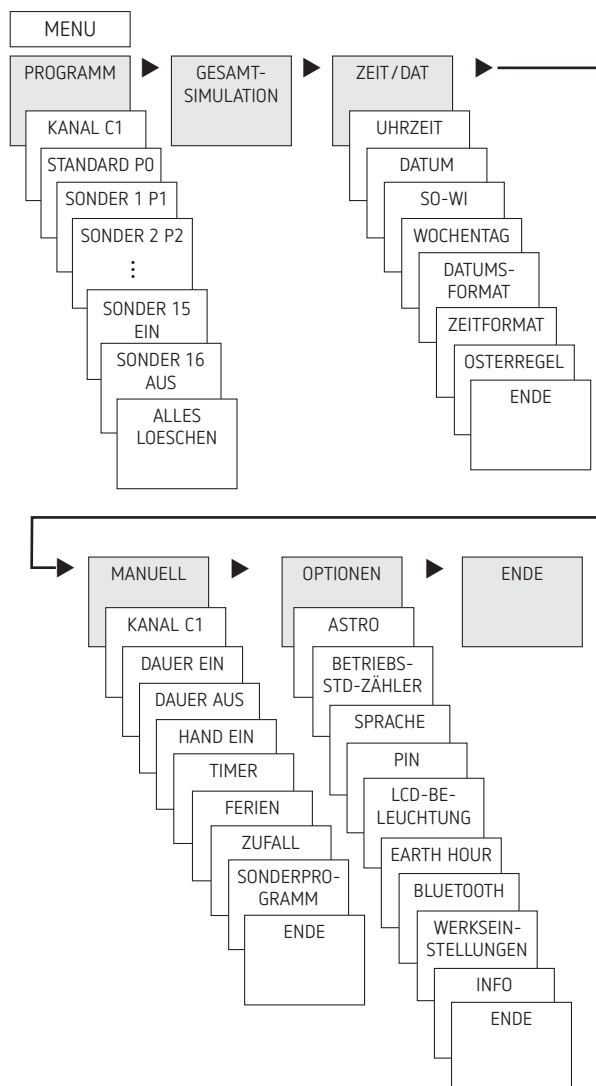 MENU
PROGRAMM
KANAL C1
STANDARD P0
SONDER 1 P1
SONDER 2 P2
⋮
SONDER 15
EIN
SONDER 16
AUS
ALLES
LOESCHEN
GESAMT-
SIMULATION
ZEIT/DAT
UHRZEIT
DATUM
SO-WI
WOCHENTAG
DATUMS-
FORMAT
ZEITFORMAT
OSTERREGEL
ENDE
MANUELL
KANAL C1
DAUER EIN
DAUER AUS
HAND EIN
TIMER
FERIEN
ZUFALL
SONDERPRO-
GRAMM
ENDE
OPTIONEN
ASTRO
BETRIEBS-
STD-ZÄHLER
SPRACHE
PIN
LCD-BE-
LEUCHTUNG
EARTH HOUR
BLUETOOTH
WERKSEIN-
STELLUNGEN
INFO
ENDE
ENDE